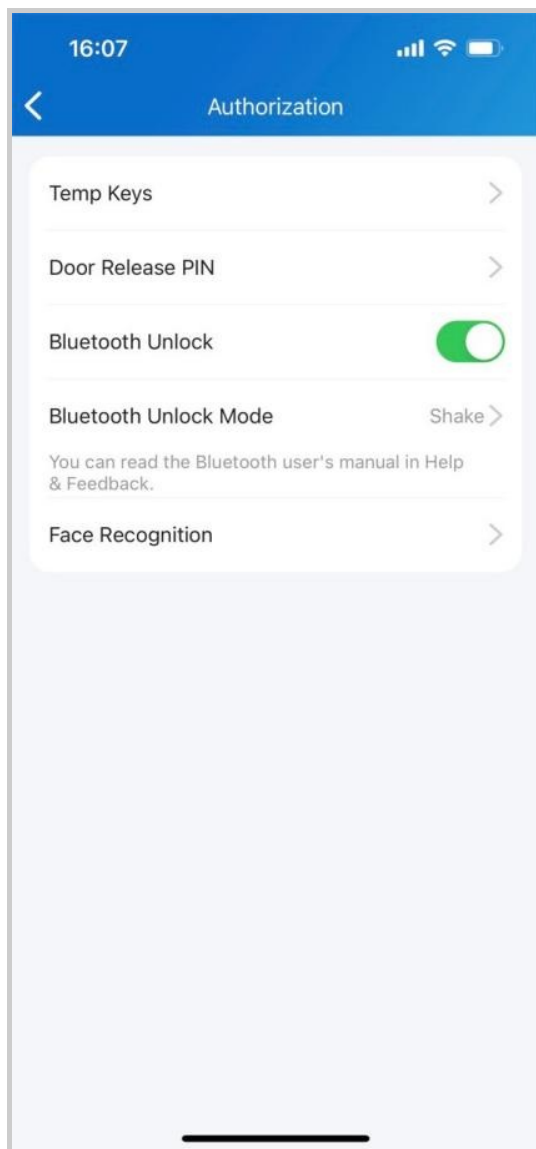 16:07
Authorization
Temp Keys
Door Release PIN
Bluetooth Unlock
Bluetooth Unlock Mode Shake
You can read the Bluetooth user's manual in Help
& Feedback.
Face Recognition